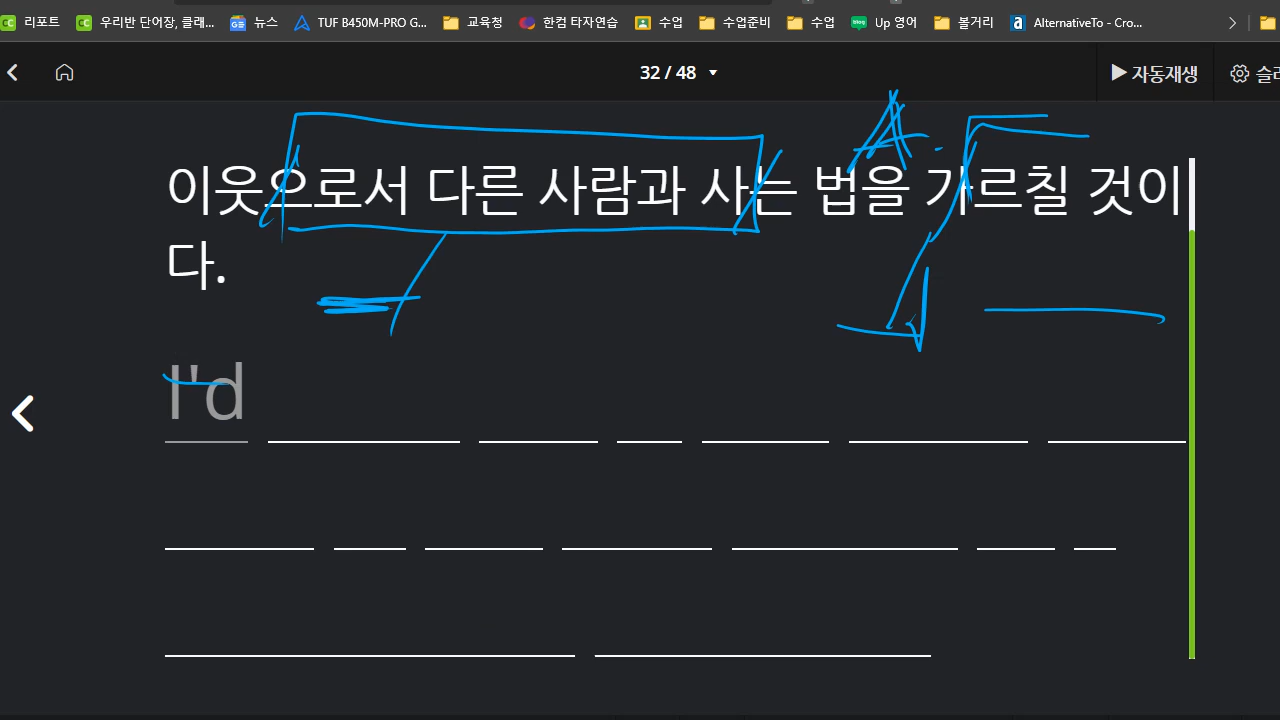 리포트 우리반 단어장, 클래... 뉴스 TUF B450M-PRO G... 교육청 한컴 타자연습 수업 수업준비 수업 Up 영어 볼거리 AlternativeTo - Cro...
32 / 48 자동재생
이웃으로서 다른 사람과 사는 법을 가르칠 것이
다.
I'd